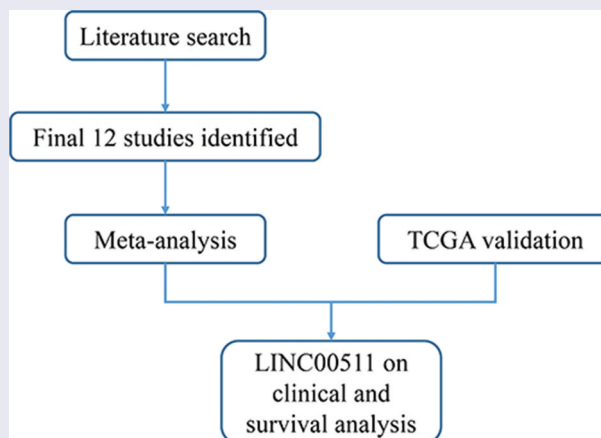 Literature search
Final 12 studies identified
Meta-analysis
TCGA validation
LINC00511 on
clinical and
survival analysis